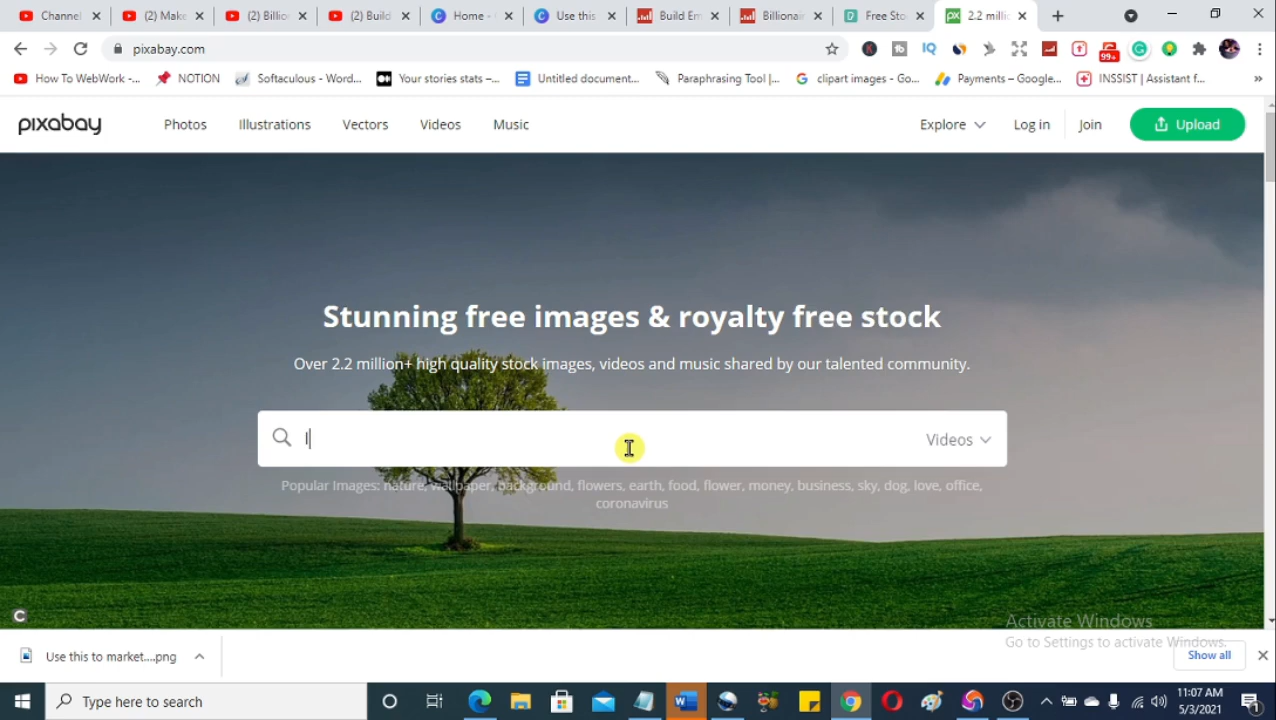 Channel
(2) Make
(2) Billio
(2) Build
Home -
Use this
Build Em
Billionair
Free Sto
2.2 milli
pixabay.com
IQ
99+
How To WebWork -...
NOTION
Softaculous - Word...
Your stories stats –...
Untitled document...
Paraphrasing Tool |...
clipart images - Go...
Payments – Google...
INSSIST | Assistant f...
»
pixabay
Photos
Illustrations
Vectors
Videos
Music
Explore
Log in
Join
Upload
Stunning free images & royalty free stock
Over 2.2 million+ high quality stock images, videos and music shared by our talented community.
l
Videos
Popular Images: nature, wallpaper, background, flowers, earth, food, flower, money, business, sky, dog, love, office,
coronavirus
Activate Windows
Go to Settings to activate Windows.
Use this to market....png
Show all
Type here to search
11:07 AM
5/3/2021